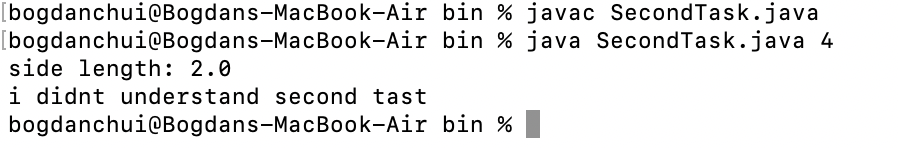 [bogdanchui@Bogdans-MacBook-Air bin % javac SecondTask.java
[bogdanchui@Bogdans-MacBook-Air bin % java SecondTask.java 4
side length: 2.0
i didnt understand second tast
bogdanchui@Bogdans-MacBook-Air bin %